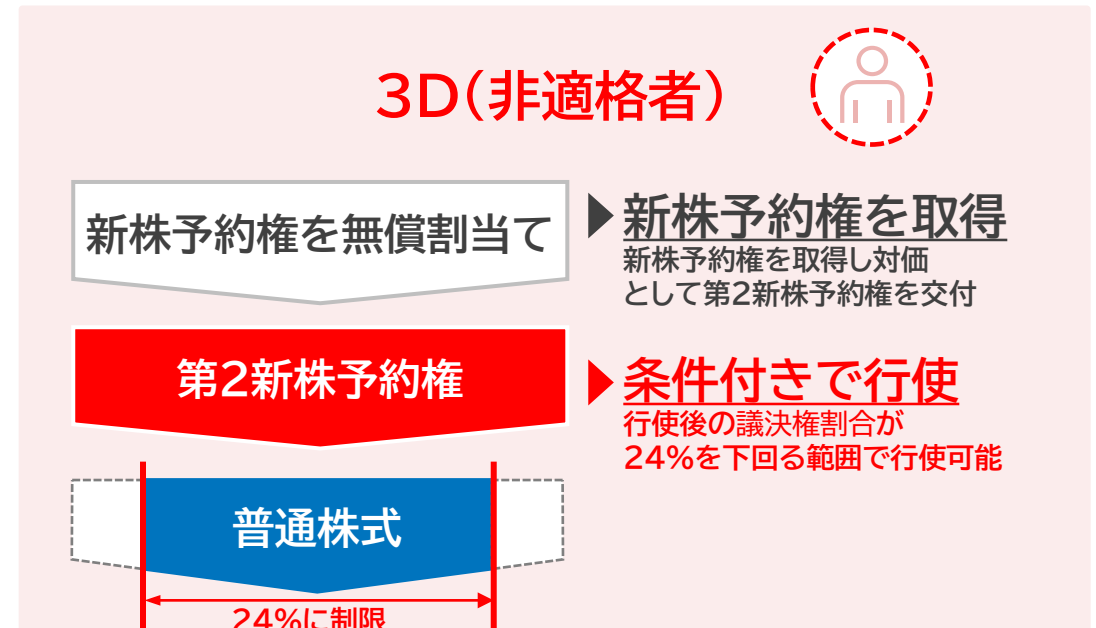 3D(非適格者)
新株予約権を無償割当て
新株予約権を取得
新株予約権を取得し対価
として第2新株予約権を交付
第2新株予約権
条件付きで行使
行使後の議決権割合が
24%を下回る範囲で行使可能
普通株式
24%に制限